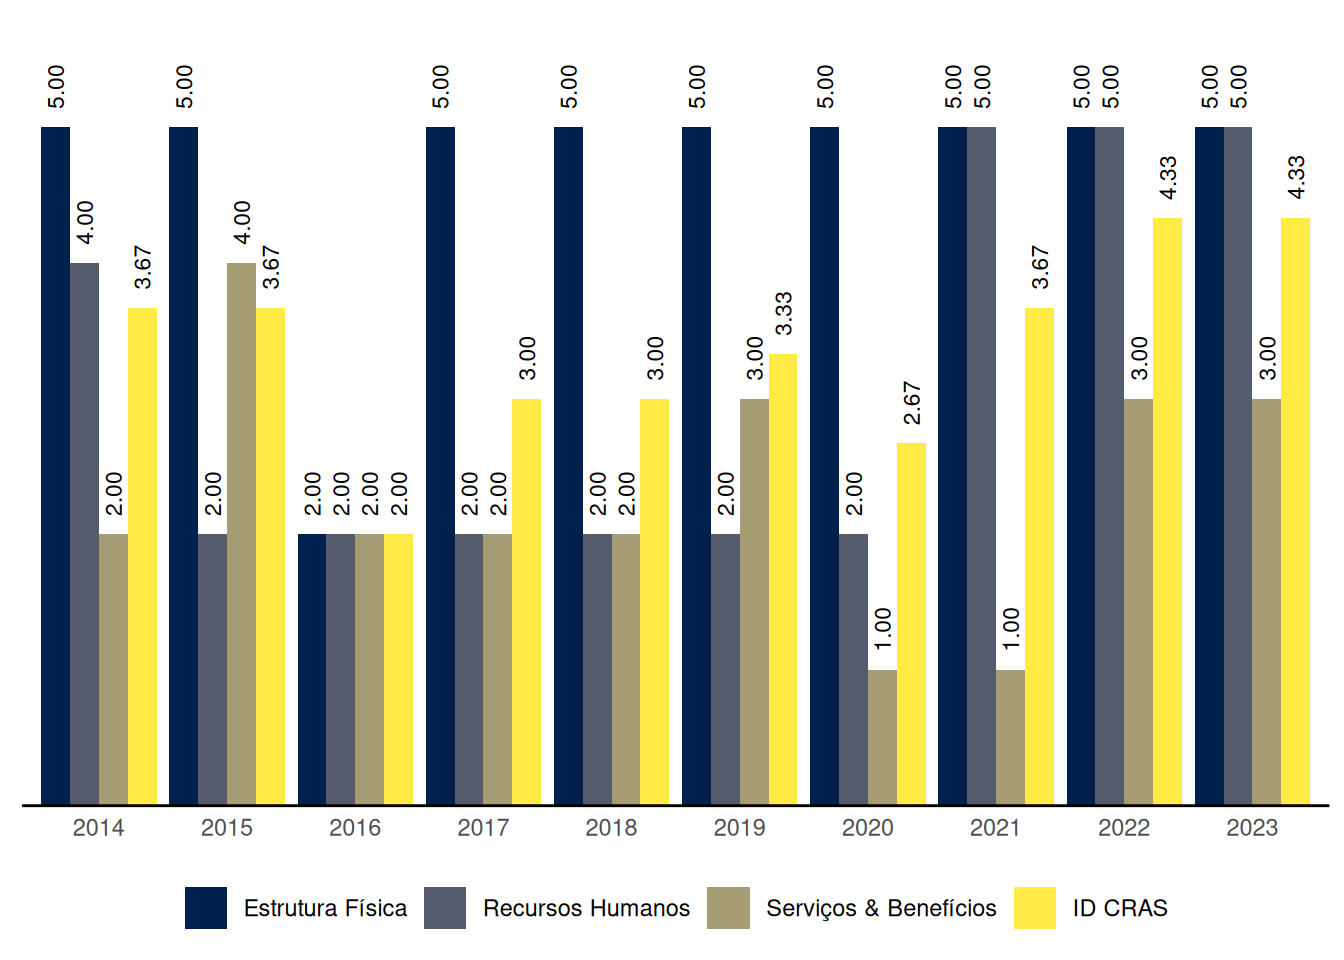 5.00 4.00 2.00 3.67 5.00 2.00 4.00 3.67 2.00 2.00 2.00 2.00 5.00 2.00 2.00 3.00 5.00 2.00 2.00 3.00 5.00 2.00 3.00 3.33 5.00 2.00 1.00 2.67 5.00 5.00 1.00 3.67 5.00 5.00 3.00 4.33 5.00 5.00 3.00 4.33
2014 2015 2016 2017 2018 2019 2020 2021 2022 2023
Estrutura Física Recursos Humanos Serviços & Benefícios ID CRAS